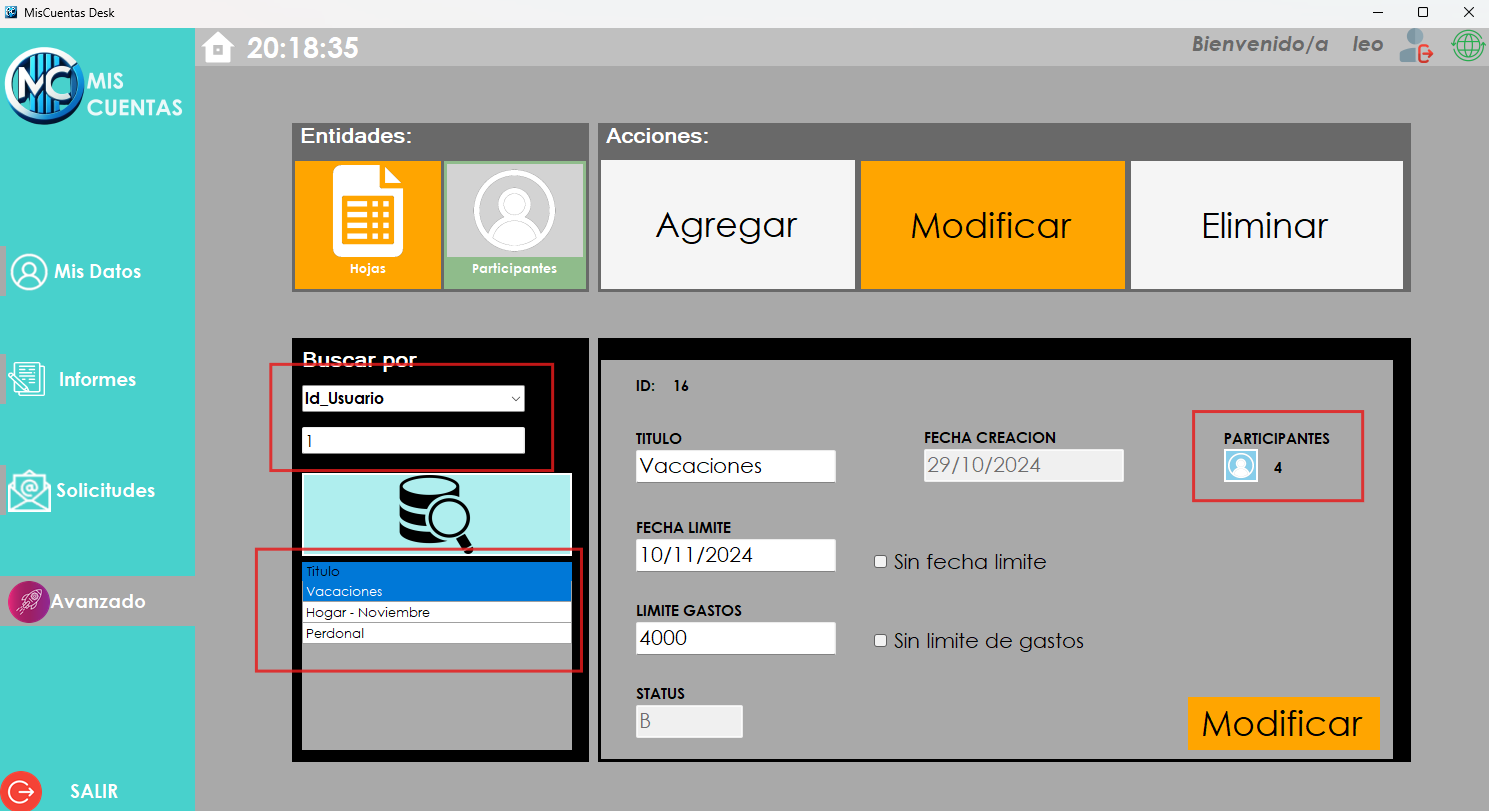 MisCuentas Desk
20:18:35
Bienvenido/a leo
MC
MIS
CUENTAS
Mis Datos
Informes
Solicitudes
Avanzado
SALIR
Entidades:
Hojas
Participantes
Acciones:
Agregar
Modificar
Eliminar
Buscar por
Id_Usuario
1
Titulo
Vacaciones
Hogar - Noviembre
Perdonal
ID: 16
TITULO
Vacaciones
FECHA CREACION
29/10/2024
PARTICIPANTES
4
FECHA LIMITE
10/11/2024
Sin fecha limite
LIMITE GASTOS
4000
Sin limite de gastos
STATUS
B
Modificar